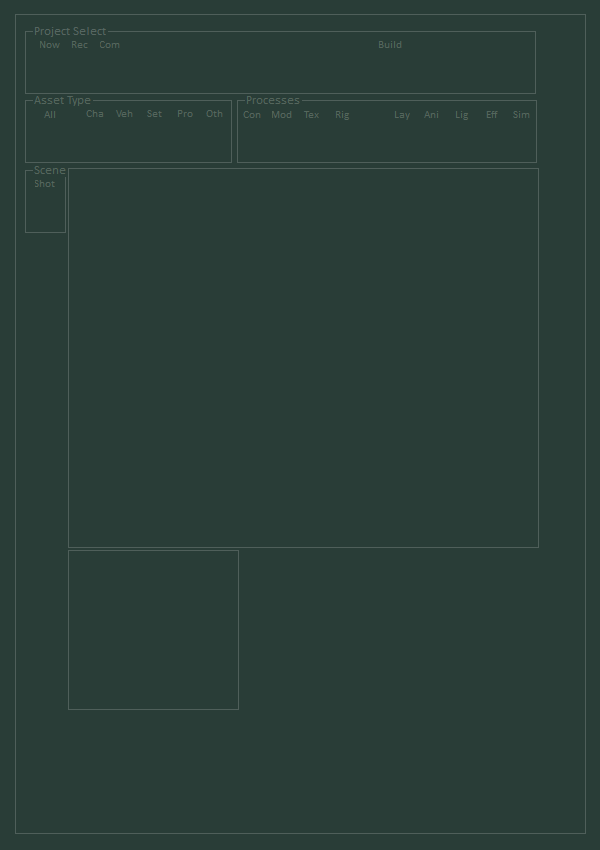 Project Select
Now Rec Com Build
Asset Type Processes
All Cha Veh Set Pro Oth Con Mod Tex Rig Lay Ani Lig Eff Sim
Scene
Shot